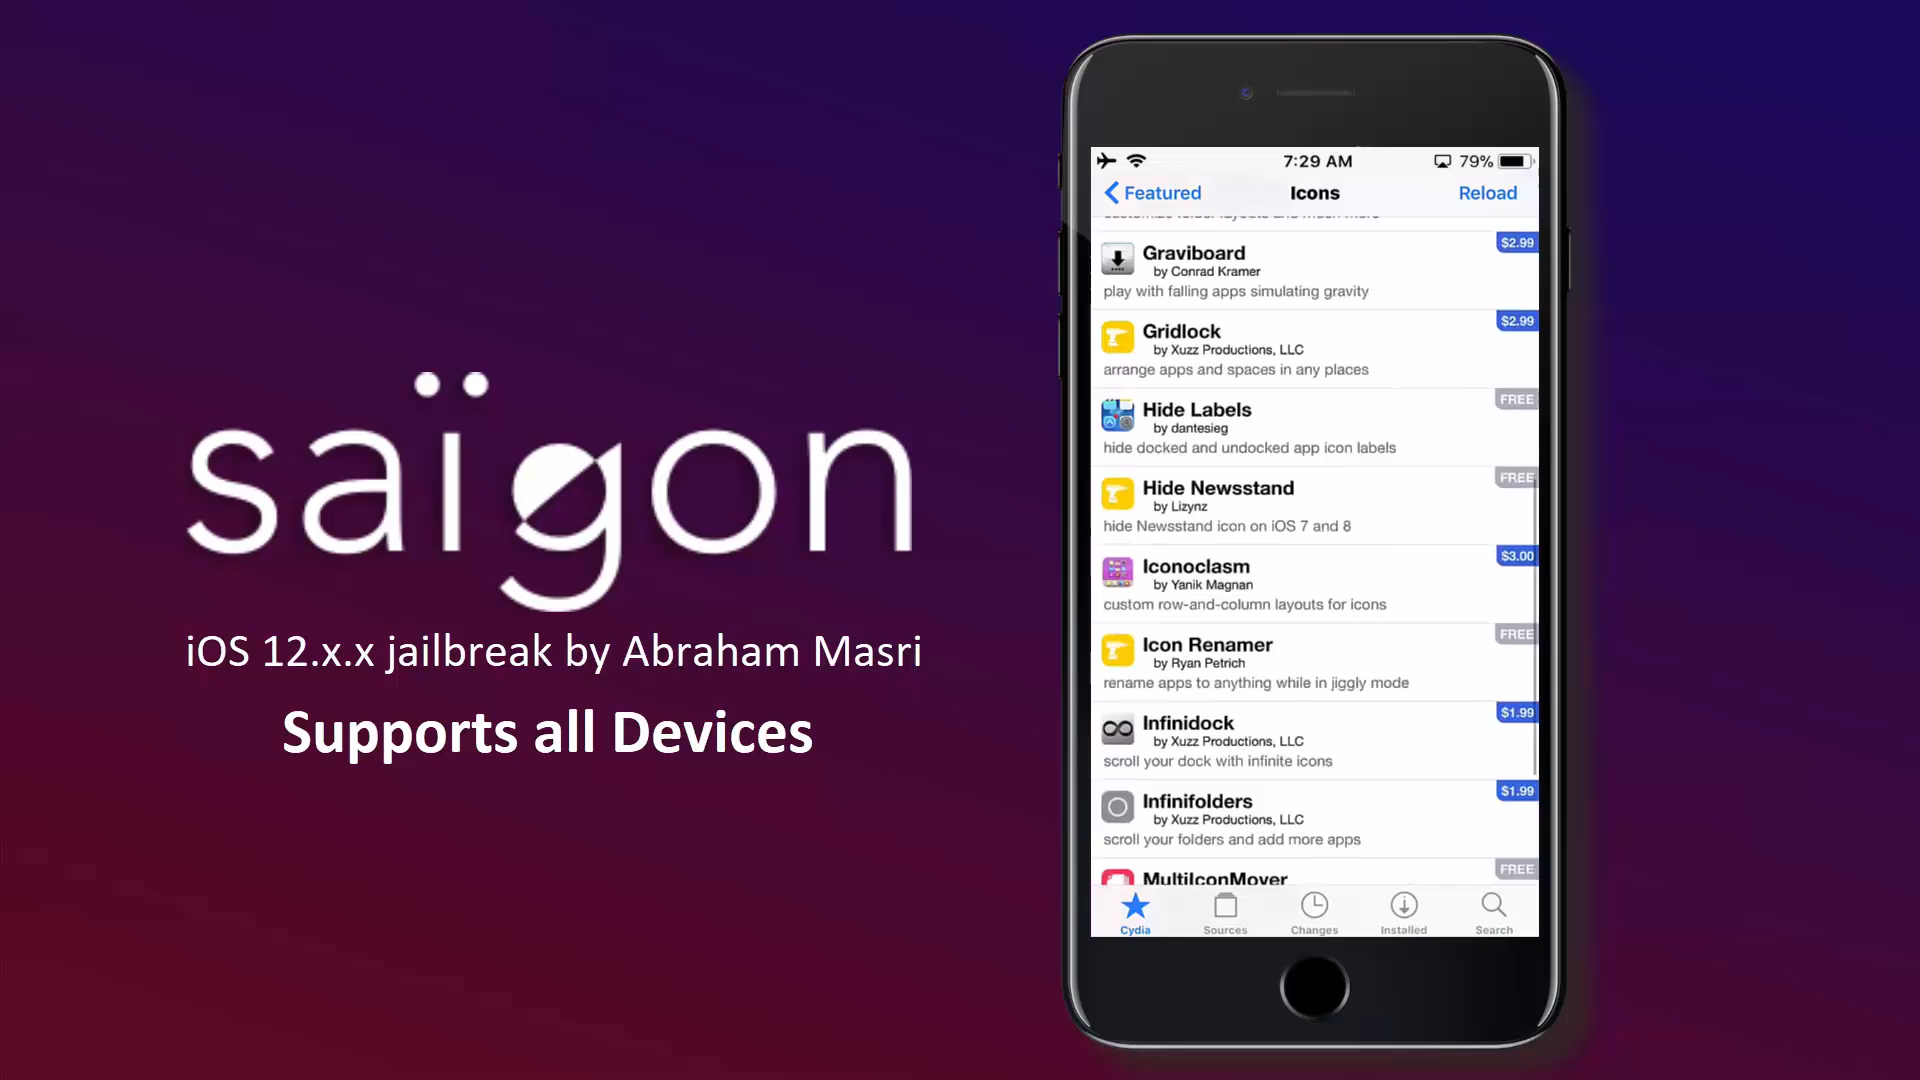 saïgon
iOS 12.x.x jailbreak by Abraham Masri
Supports all Devices
7:29 AM
79%
Featured
Icons
Reload
customize folder layouts and much more
$2.99
Graviboard
by Conrad Kramer
play with falling apps simulating gravity
$2.99
Gridlock
by Xuzz Productions, LLC
arrange apps and spaces in any places
FREE
Hide Labels
by dantesieg
hide docked and undocked app icon labels
FREE
Hide Newsstand
by Lizynz
hide Newsstand icon on iOS 7 and 8
$3.00
Iconoclasm
by Yanik Magnan
custom row-and-column layouts for icons
FREE
Icon Renamer
by Ryan Petrich
rename apps to anything while in jiggly mode
$1.99
Infinidock
by Xuzz Productions, LLC
scroll your dock with infinite icons
$1.99
Infinifolders
by Xuzz Productions, LLC
scroll your folders and add more apps
FREE
MultiIconMover
Cydia
Sources
Changes
Installed
Search